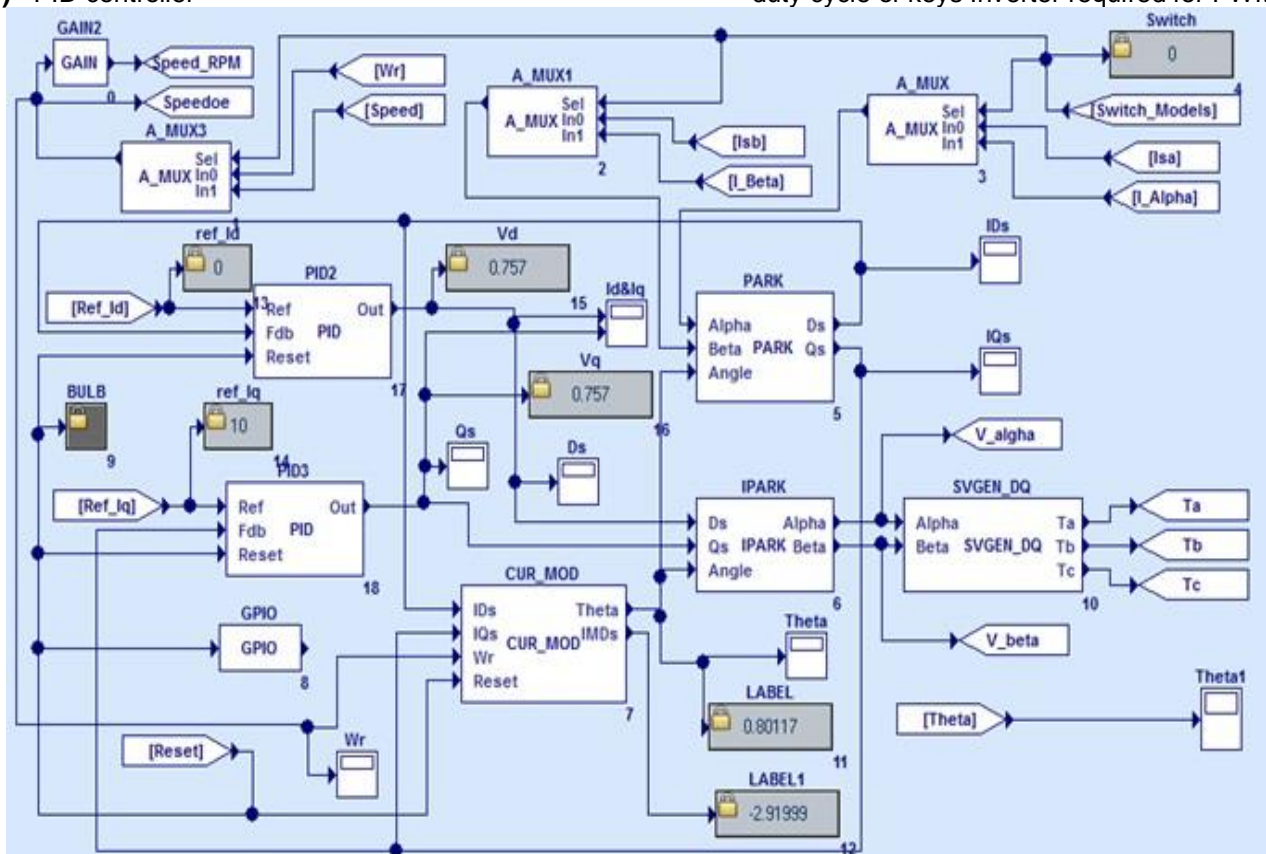 PID controller
duty cycle of keys invertor required for PWM
GAIN2
GAIN
0
Speed_RPM
Speedoe
[Wr]
[Speed]
A_MUX3
A_MUX
Sel
In0
In1
1
A_MUX1
A_MUX
Sel
In0
In1
2
[Isb]
[I_Beta]
A_MUX
A_MUX
Sel
In0
In1
3
Switch
0
4
[Switch_Models]
[Isa]
[I_Alpha]
ref_Id
0
13
[Ref_Id]
PID2
Ref
Fdb
Reset
PID
Out
17
Vd
0.757
15
Id&Iq
Vq
0.757
16
PARK
Alpha
Beta
Angle
PARK
Ds
Qs
5
IDs
IQs
BULB
9
ref_Iq
10
14
[Ref_Iq]
PID3
Ref
Fdb
Reset
PID
Out
18
Qs
Ds
IPARK
Ds
Qs
Angle
IPARK
Alpha
Beta
6
V_algha
V_beta
SVGEN_DQ
Alpha
Beta
SVGEN_DQ
Ta
Tb
Tc
10
Ta
Tb
Tc
GPIO
GPIO
8
CUR_MOD
IDs
IQs
Wr
Reset
CUR_MOD
Theta
IMDs
7
Theta
LABEL
0.80117
11
LABEL1
-2.91999
12
[Reset]
Wr
[Theta]
Theta1